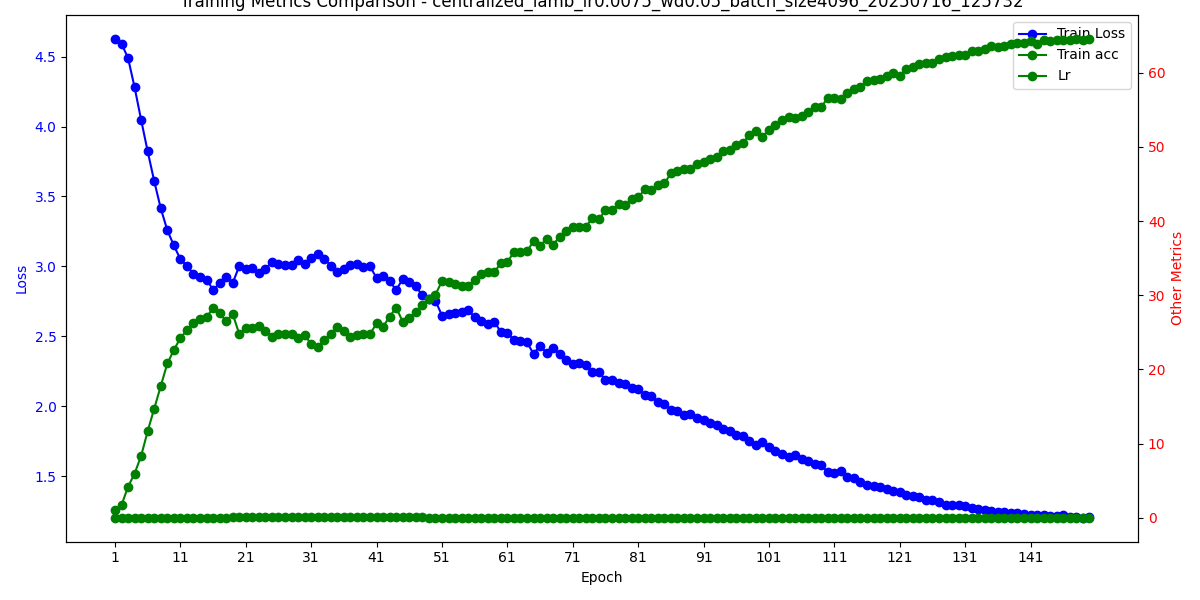 Training Metrics Comparison - centralized_lamb_lr0.0075_wd0.05_batch_size4096_20250716_125732
Train Loss
Train acc
Lr
4.5
4.0
3.5
3.0
2.5
2.0
1.5
Loss
60
50
40
30
20
10
0
Other Metrics
1 11 21 31 41 51 61 71 81 91 101 111 121 131 141
Epoch